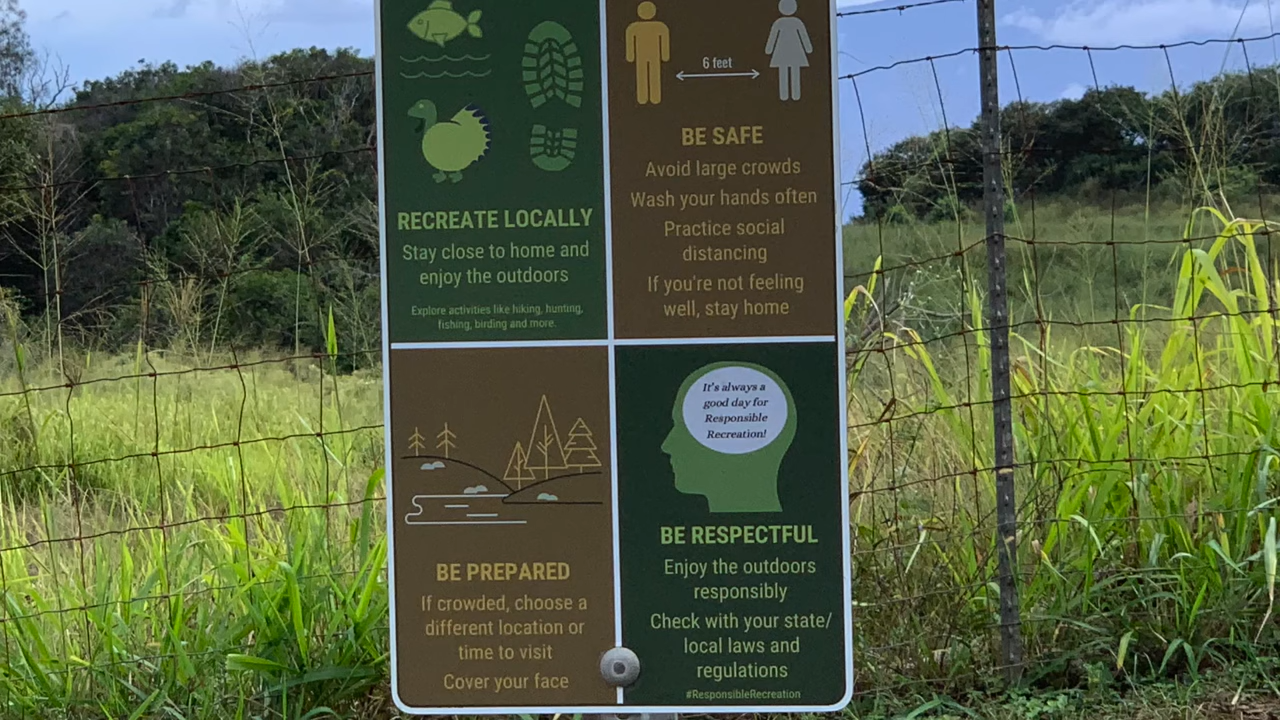 RECREATE LOCALLY
Stay close to home and
enjoy the outdoors
Explore activities like hiking, hunting,
fishing, birding and more.
6 feet
BE SAFE
Avoid large crowds
Wash your hands often
Practice social
distancing
If you're not feeling
well, stay home
BE PREPARED
If crowded, choose a
different location or
time to visit
Cover your face
It's always a
good day for
Responsible
Recreation!
BE RESPECTFUL
Enjoy the outdoors
responsibly
Check with your state/
local laws and
regulations
#ResponsibleRecreation